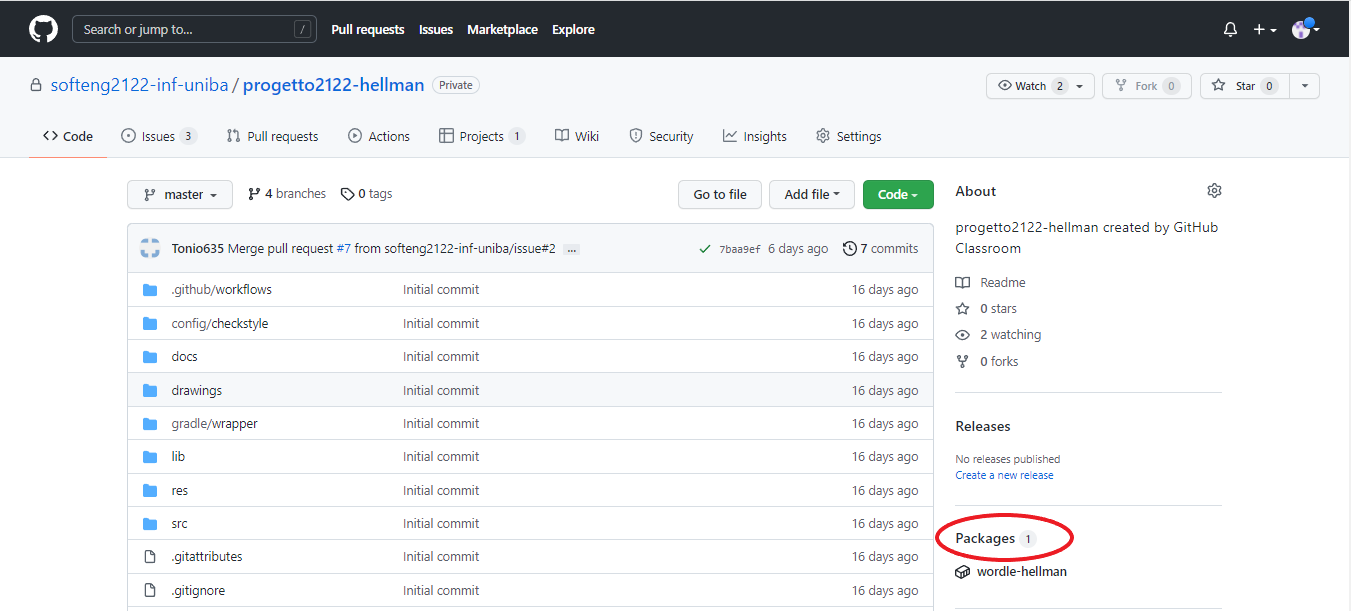 Search or jump to... / Pull requests Issues Marketplace Explore
softeng2122-inf-uniba / progetto2122-hellman Private Watch 2 Fork 0 Star 0
Code Issues 3 Pull requests Actions Projects 1 Wiki Security Insights Settings
master 4 branches 0 tags Go to file Add file Code
Tonio635 Merge pull request #7 from softeng2122-inf-uniba/issue#2 ... 7baa9ef 6 days ago 7 commits
.github/workflows Initial commit 16 days ago
config/checkstyle Initial commit 16 days ago
docs Initial commit 16 days ago
drawings Initial commit 16 days ago
gradle/wrapper Initial commit 16 days ago
lib Initial commit 16 days ago
res Initial commit 16 days ago
src Initial commit 16 days ago
.gitattributes Initial commit 16 days ago
.gitignore Initial commit 16 days ago
About
progetto2122-hellman created by GitHub
Classroom
Readme
0 stars
2 watching
0 forks
Releases
No releases published
Create a new release
Packages 1
wordle-hellman